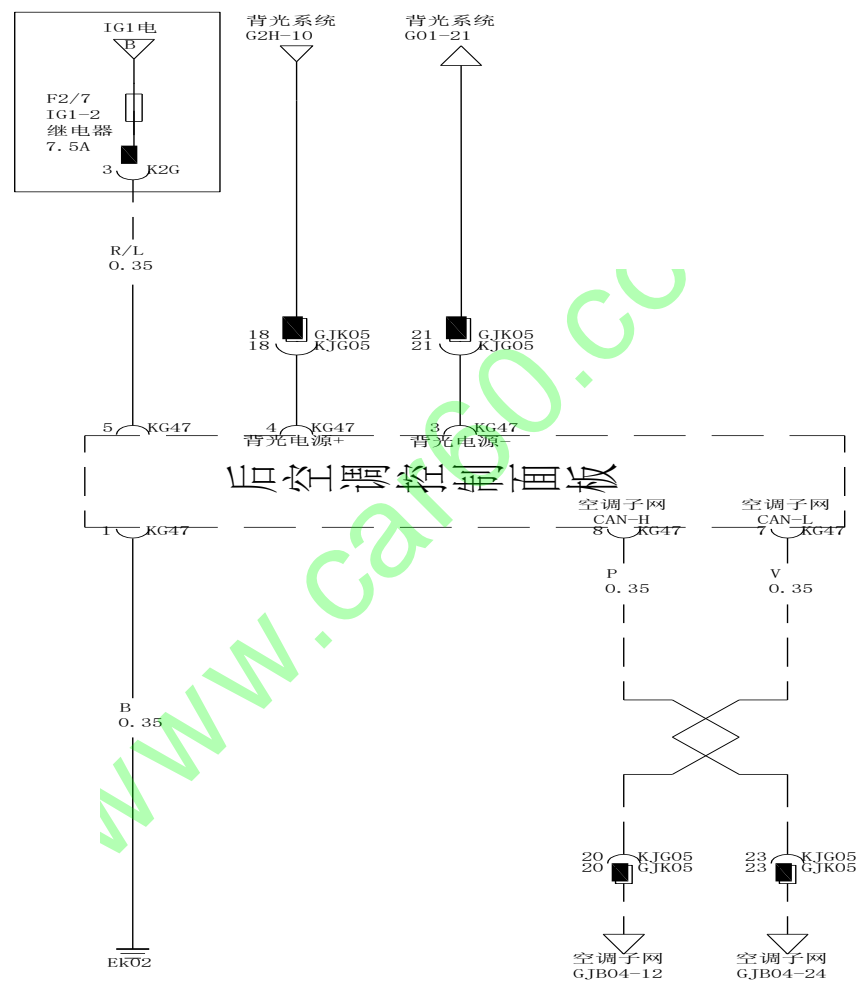 IG1电
B
F2/7
IG1-2
继电器
7.5A
3 K2G
背光系统
G2H-10
背光系统
G01-21
R/L
0.35
18 GJK05
18 KJG05
21 GJK05
21 KJG05
5 KG47
4 KG47
3 KG47
背光电源+
背光电源-
后空调控制面板
空调子网
CAN-H
空调子网
CAN-L
1 KG47
8 KG47
7 KG47
P
0.35
V
0.35
B
0.35
20 KJG05
20 GJK05
23 KJG05
23 GJK05
Ek02
空调子网
GJB04-12
空调子网
GJB04-24
www.car60.co